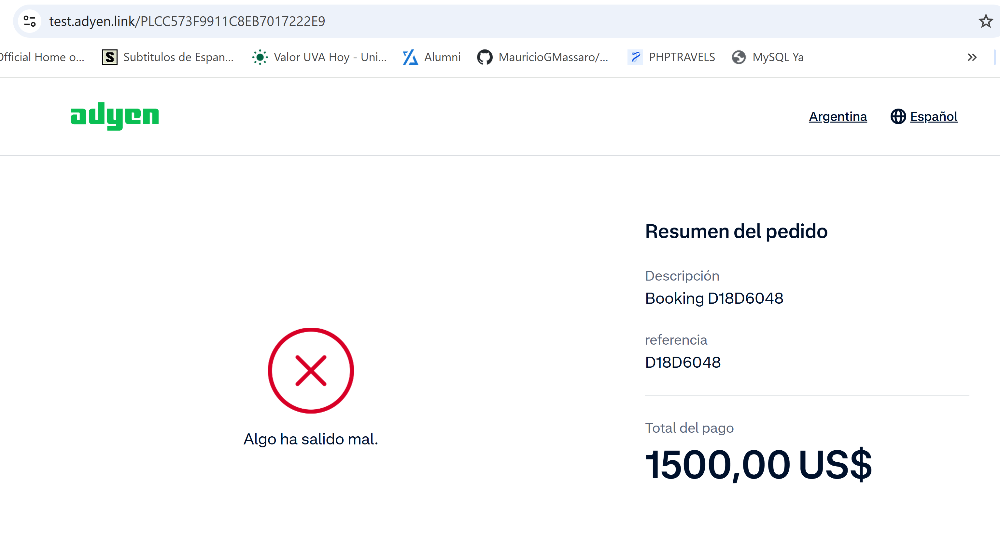 test.adyen.link/PLCC573F9911C8EB7017222E9
Official Home o...
Subtitulos de Espan...
Valor UVA Hoy - Uni...
Alumni
MauricioGMassaro/...
PHPTRAVELS
MySQL Ya
adyen
Argentina
Español
Algo ha salido mal.
Resumen del pedido
Descripción
Booking D18D6048
referencia
D18D6048
Total del pago
1500,00 US$